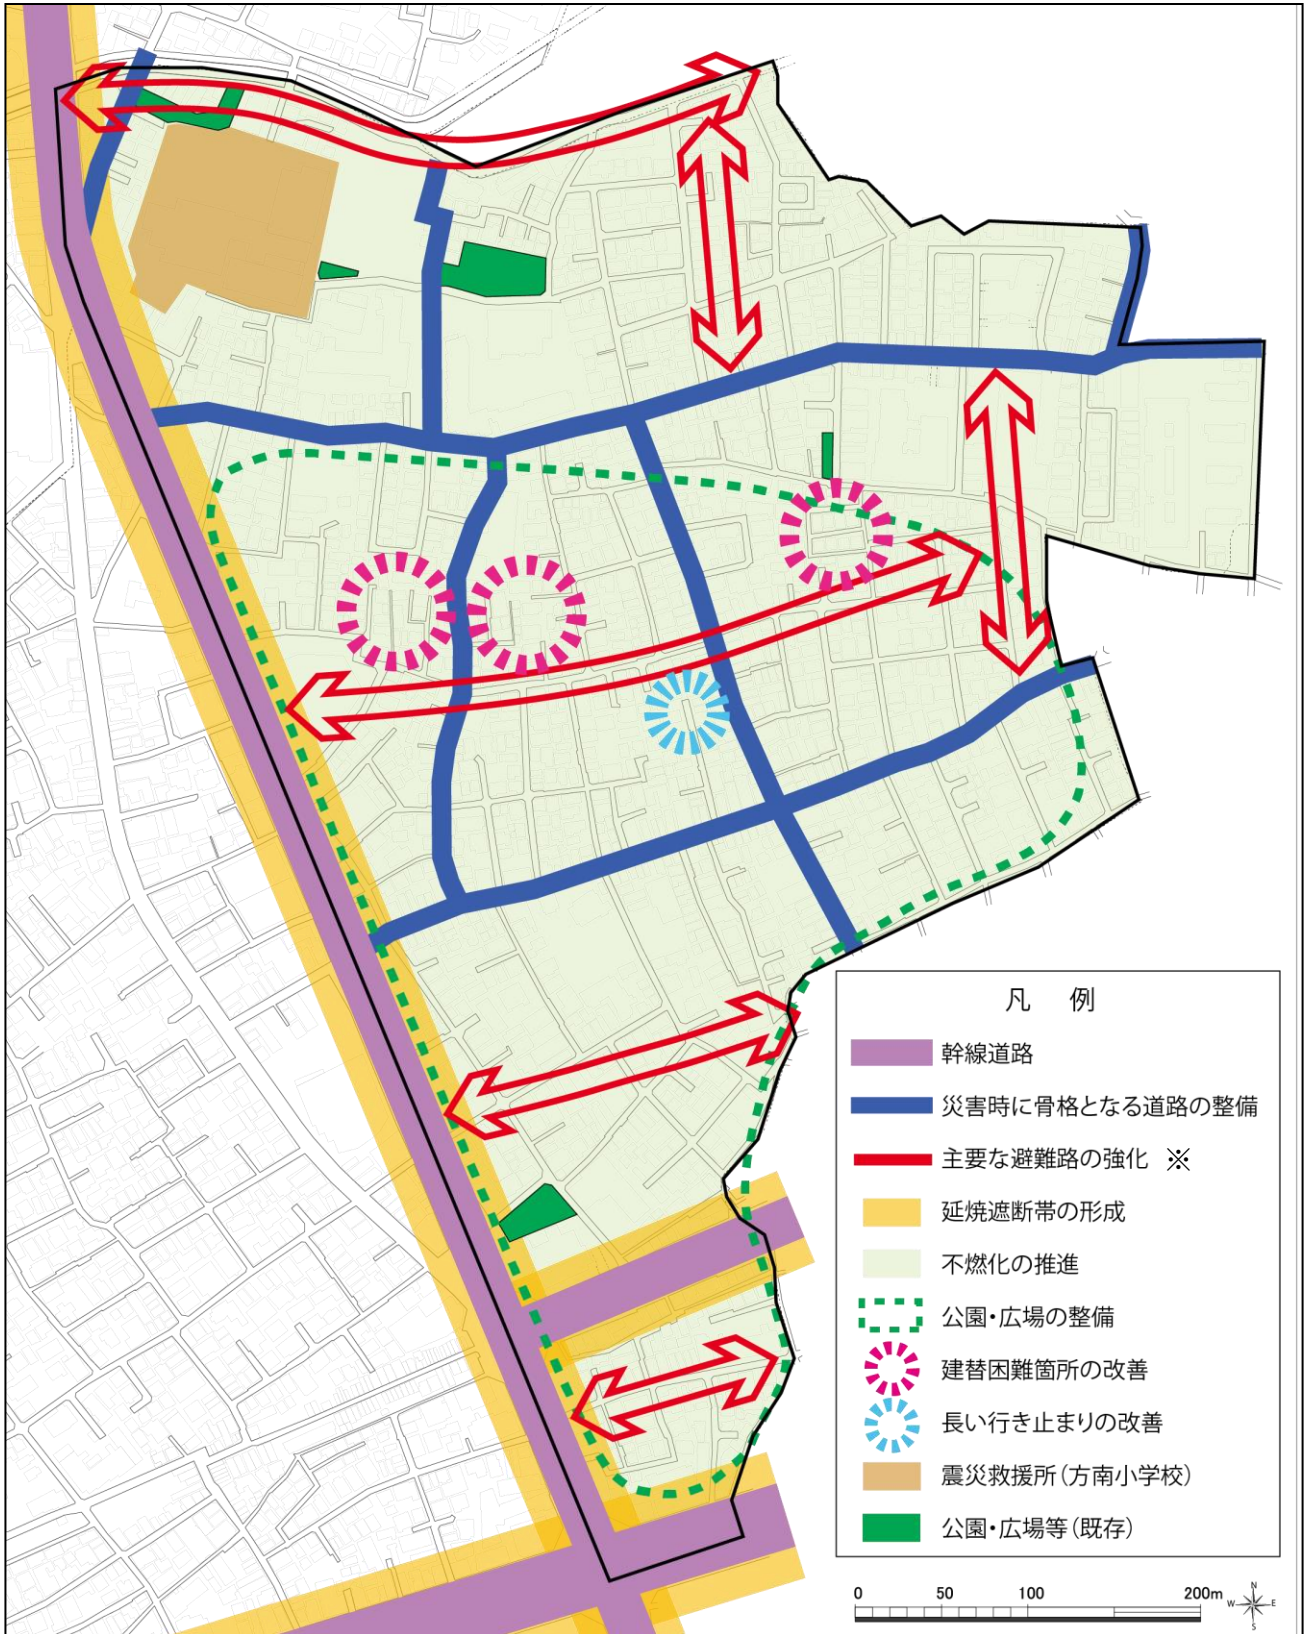 凡 例
幹線道路
災害時に骨格となる道路の整備
主要な避難路の強化 ※
延焼遮断帯の形成
不燃化の推進
公園・広場の整備
建替困難箇所の改善
長い行き止まりの改善
震災救援所(方南小学校)
公園・広場等(既存)
0 50 100 200m
N
W E
S